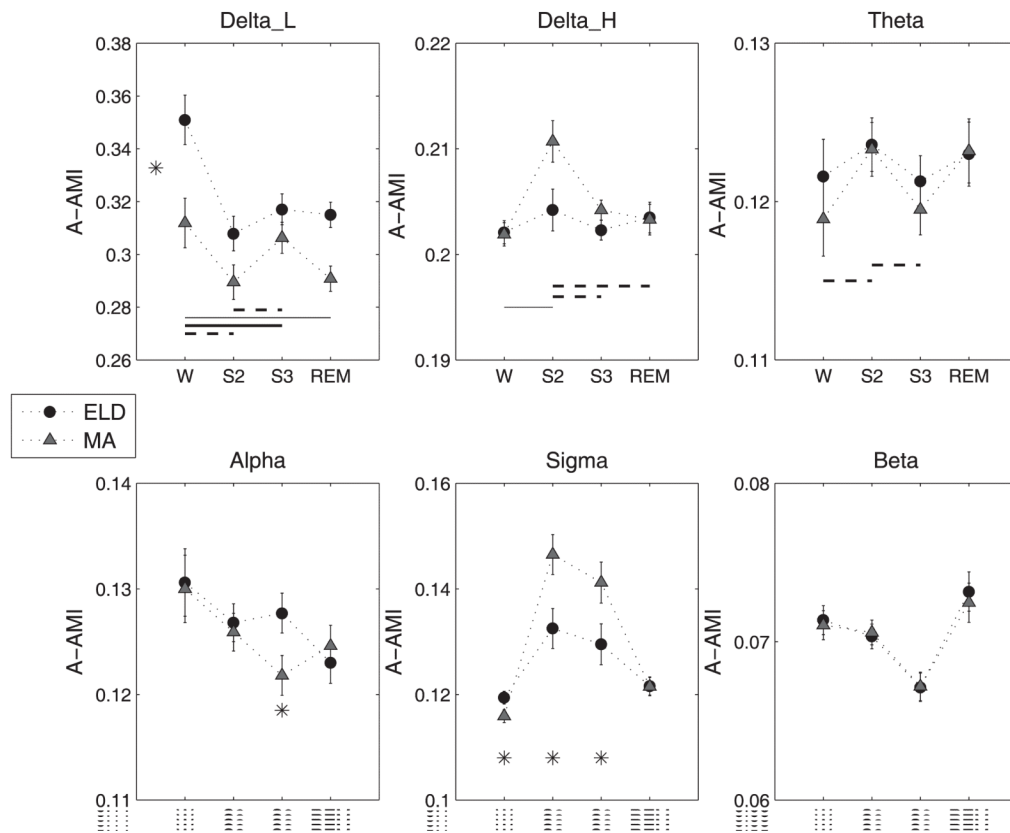 Delta_L
Delta_H
Theta
0.38
0.36
0.34
0.32
0.3
0.28
0.26
A-AMI
*
W S2 S3 REM
0.22
0.21
0.2
0.19
A-AMI
W S2 S3 REM
0.13
0.12
0.11
A-AMI
W S2 S3 REM
ELD
MA
Alpha
Sigma
Beta
0.14
0.13
0.12
0.11
A-AMI
*
0.16
0.14
0.12
0.1
A-AMI
* * *
0.08
0.07
0.06
A-AMI